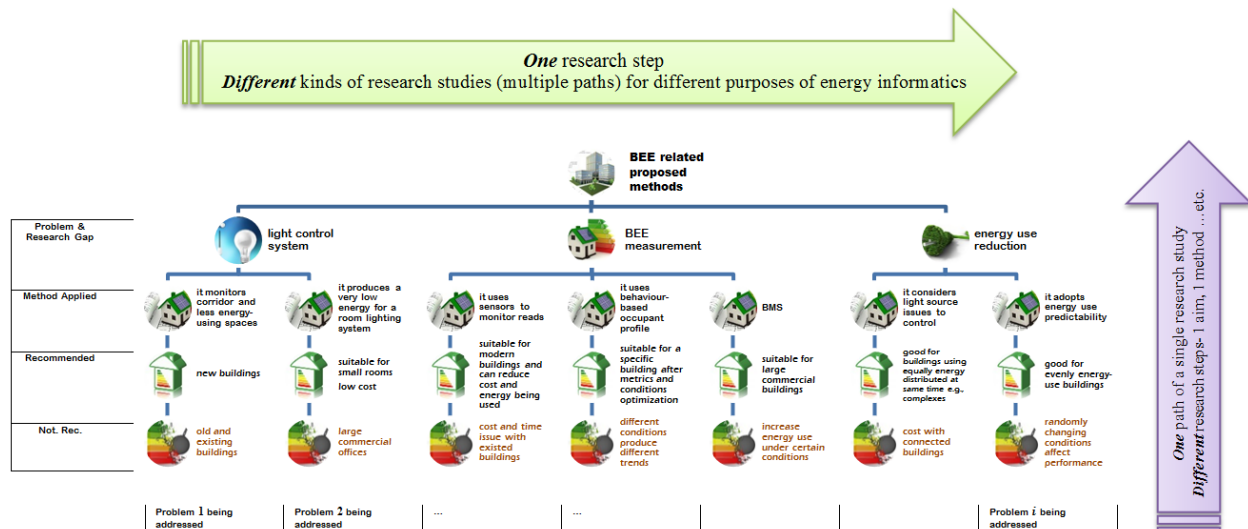 One research step
Different kinds of research studies (multiple paths) for different purposes of energy informatics
BEE related
proposed
methods
Problem &
Research Gap
light control
system
BEE
measurement
energy use
reduction
Method Applied
it monitors
corridor and
less energy-
using spaces
it produces a
very low
energy for a
room lighting
system
it uses
sensors to
monitor reads
it uses
behaviour-
based
occupant
profile
BMS
it considers
light source
issues to
control
it adopts
energy use
predictability
Recommended
new buildings
suitable for
small rooms
low cost
suitable for
modern
buildings and
can reduce
cost and
energy being
used
suitable for a
specific
building after
metrics and
conditions
optimization
suitable for
large
commercial
buildings
good for
buildings using
equally energy
distributed at
same time e.g.,
complexes
good for
evenly energy-
use buildings
Not. Rec.
old and
existing
buildings
large
commercial
offices
cost and time
issue with
existed
buildings
different
conditions
produce
different
trends
increase
energy use
under certain
conditions
cost with
connected
buildings
randomly
changing
conditions
affect
performance
Problem 1 being
addressed
Problem 2 being
addressed
...
...
Problem i being
addressed
One path of a single research study
Different research steps- 1 aim, 1 method ...etc.